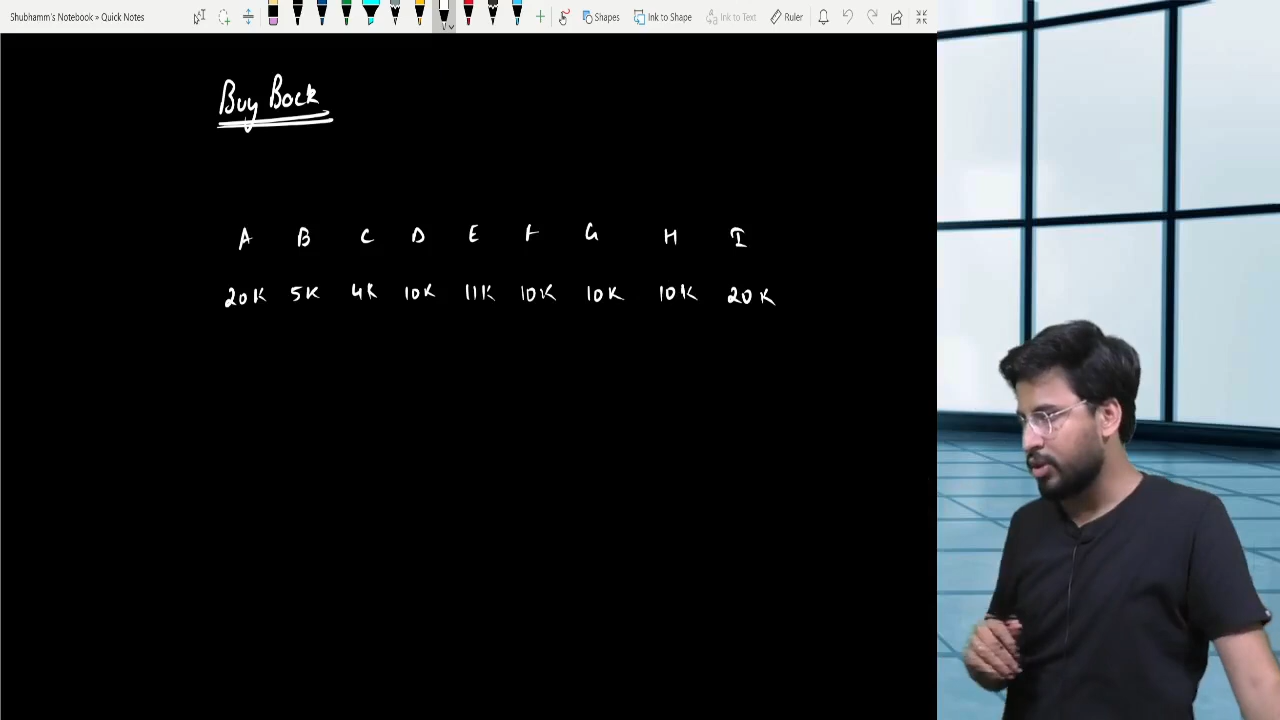 Shubhamm's Notebook » Quick Notes
Shapes
Ink to Shape
Ink to Text
Ruler
Buy Back
A B C D E F G H I
20K 5K 4K 10K 11K 10K 10K 10K 20K